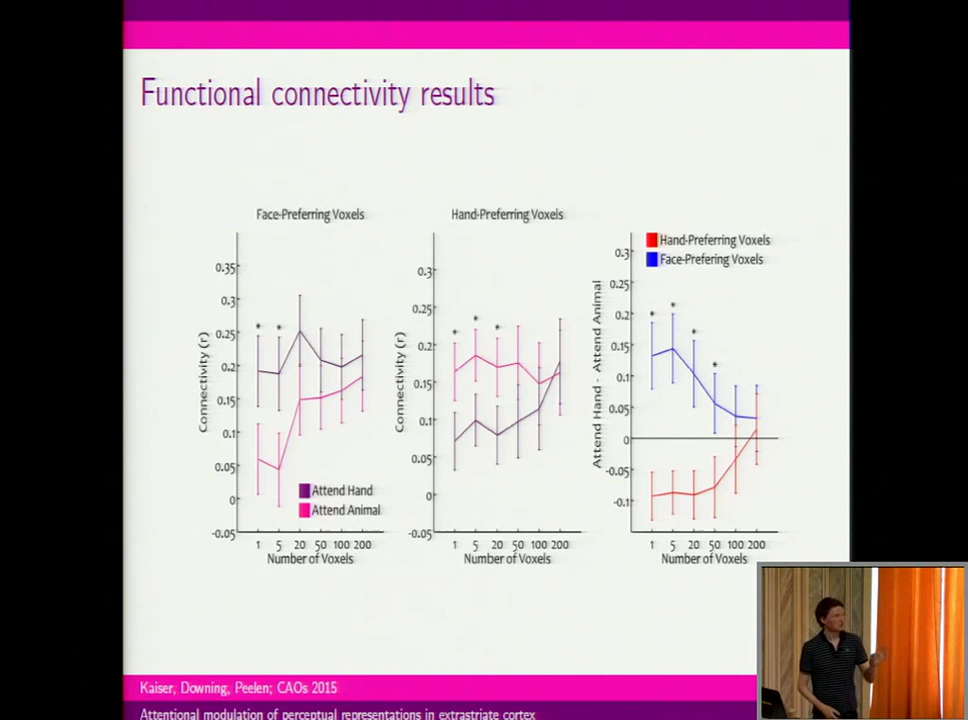 Functional connectivity results
Face-Preferring Voxels
Connectivity (r)
0.35
0.3
0.25
0.2
0.15
0.1
0.05
0
-0.05
1 5 20 50 100 200
Number of Voxels
* *
Attend Hand
Attend Animal
Hand-Preferring Voxels
Connectivity (r)
0.3
0.25
0.2
0.15
0.1
0.05
0
-0.05
1 5 20 50 100 200
Number of Voxels
* * *
Hand-Preferring Voxels
Face-Prefering Voxels
Attend Hand - Attend Animal
0.3
0.25
0.2
0.15
0.1
0.05
0
-0.05
-0.1
1 5 20 50 100 200
Number of Voxels
* * * *
Kaiser, Downing, Peelen; CAOs 2015
Attentional modulation of perceptual representations in extrastriate cortex